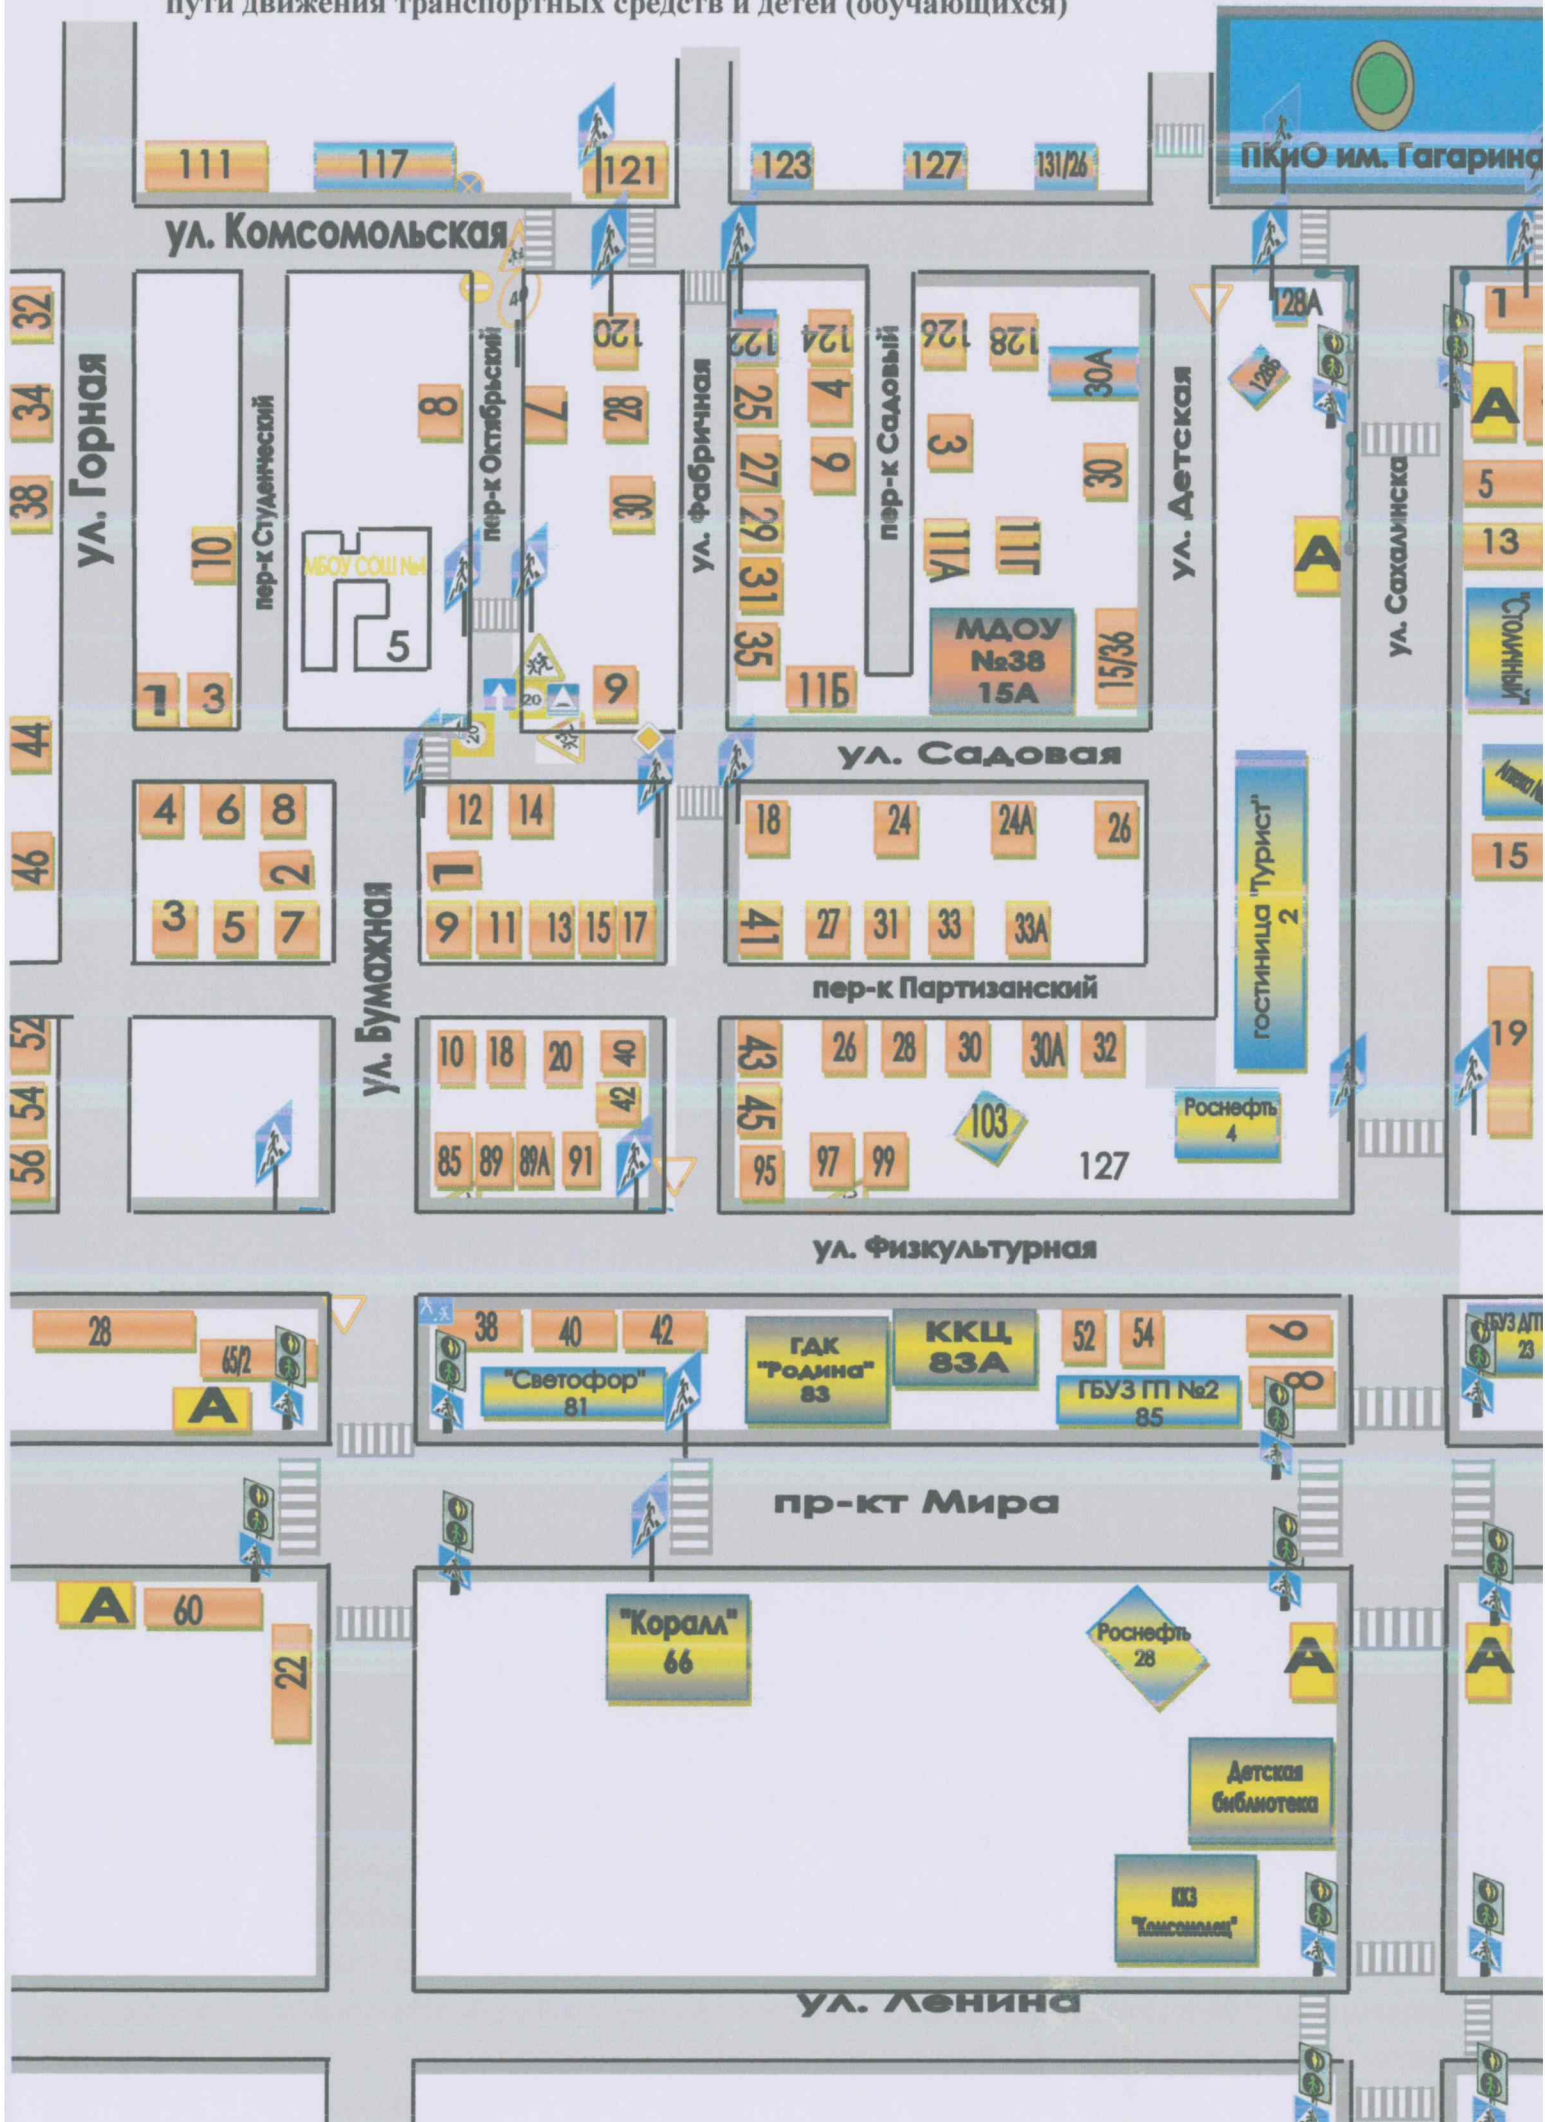 пути движения транспортных средств и детей (обучающихся)
111
117
121
123
127
131/26
ПКиО им. Гагарина
ул. Комсомольская
40
32
34
38
44
46
52
54
56
ул. Горная
10
1
3
пер-к Студенческий
МБОУ СОШ №4
5
8
пер-к Октябрьский
7
120
28
30
9
20
20
ул. Фабричная
122
124
25
4
27
9
29
31
35
11Б
пер-к Садовый
126
128
30А
3
30
11А
11Г
МДОУ
№38
15А
15/36
ул. Детская
128А
128Б
А
ул. Сахалинска
1
А
5
13
"Столичный"
15
19
ул. Садовая
4
6
8
2
3
5
7
ул. Бумажная
12
14
1
9
11
13
15
17
18
24
24А
26
41
27
31
33
33А
гостиница "Турист"
2
пер-к Партизанский
10
18
20
40
42
85
89
89А
91
43
26
28
30
30А
32
45
103
Роснефть
4
95
97
99
127
ул. Физкультурная
28
65/2
А
38
40
42
"Светофор"
81
ГДК
"Родина"
83
ККЦ
83А
52
54
6
8
ГБУЗ ГП №2
85
23
пр-кт Мира
А
60
22
"Коралл"
66
Роснефть
28
А
А
Детская
библиотека
ККЗ
"Комсомолец"
ул. Ленина